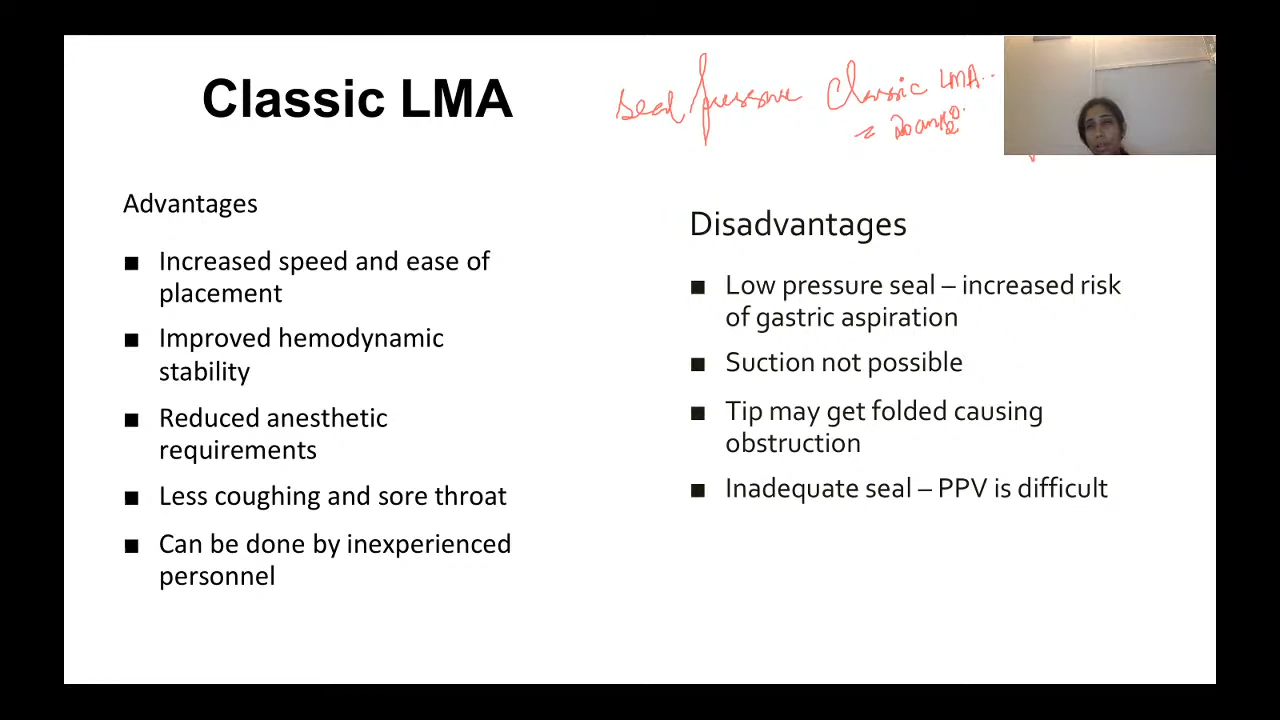 Classic LMA
seal pressure Classic LMA..
= 20 cmH2O.
Advantages
■ Increased speed and ease of
placement
■ Improved hemodynamic
stability
■ Reduced anesthetic
requirements
■ Less coughing and sore throat
■ Can be done by inexperienced
personnel
Disadvantages
■ Low pressure seal – increased risk
of gastric aspiration
■ Suction not possible
■ Tip may get folded causing
obstruction
■ Inadequate seal – PPV is difficult